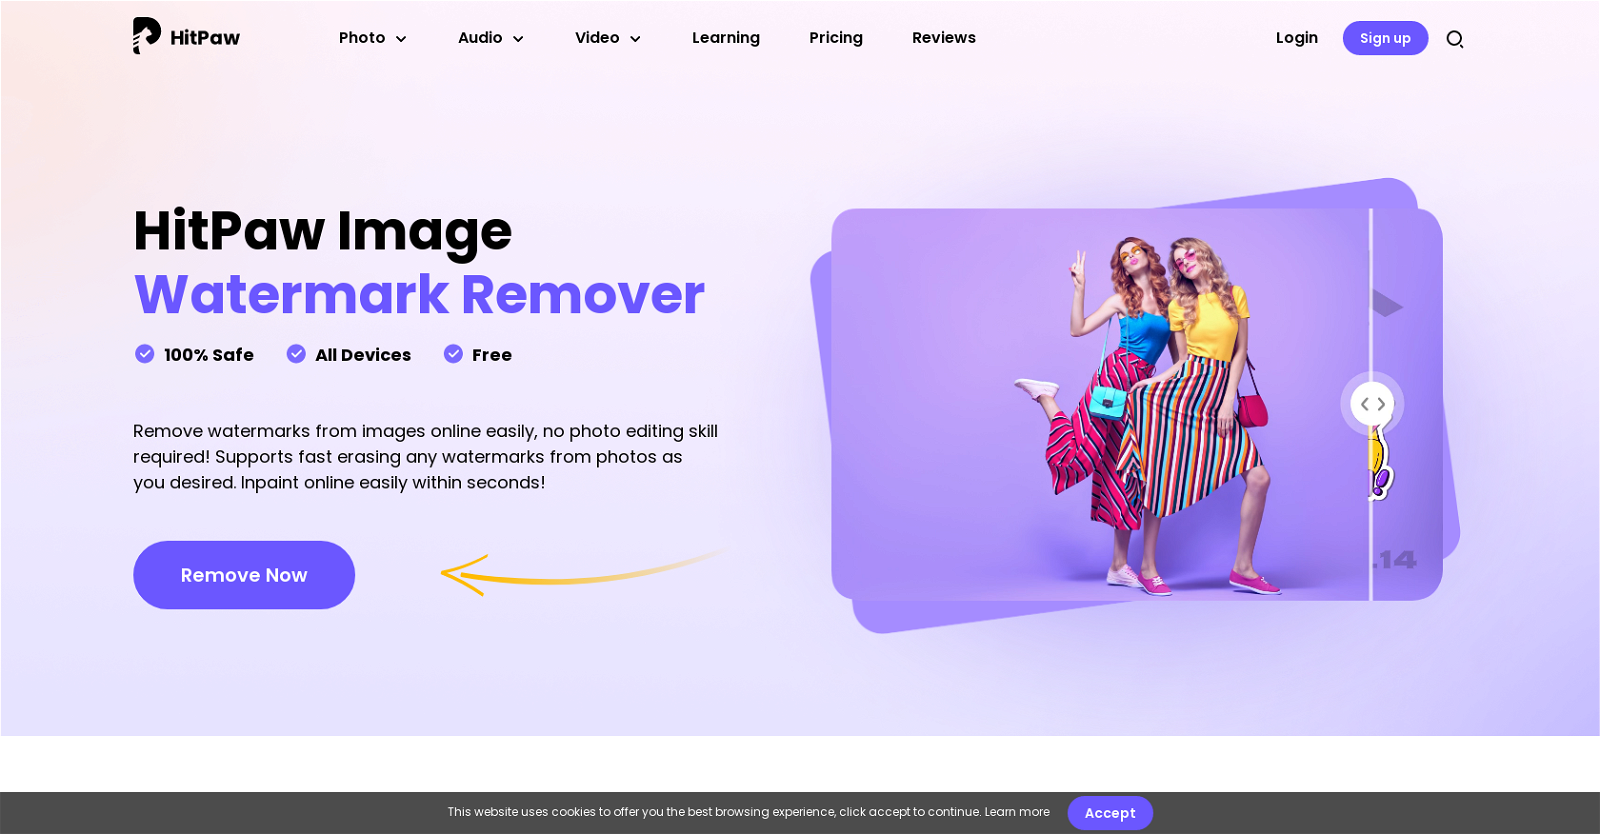 HitPaw
Photo
Audio
Video
Learning
Pricing
Reviews
Login
Sign up
HitPaw Image
Watermark Remover
100% Safe
All Devices
Free
Remove watermarks from images online easily, no photo editing skill
required! Supports fast erasing any watermarks from photos as
you desired. Inpaint online easily within seconds!
Remove Now
.14
This website uses cookies to offer you the best browsing experience, click accept to continue. Learn more
Accept